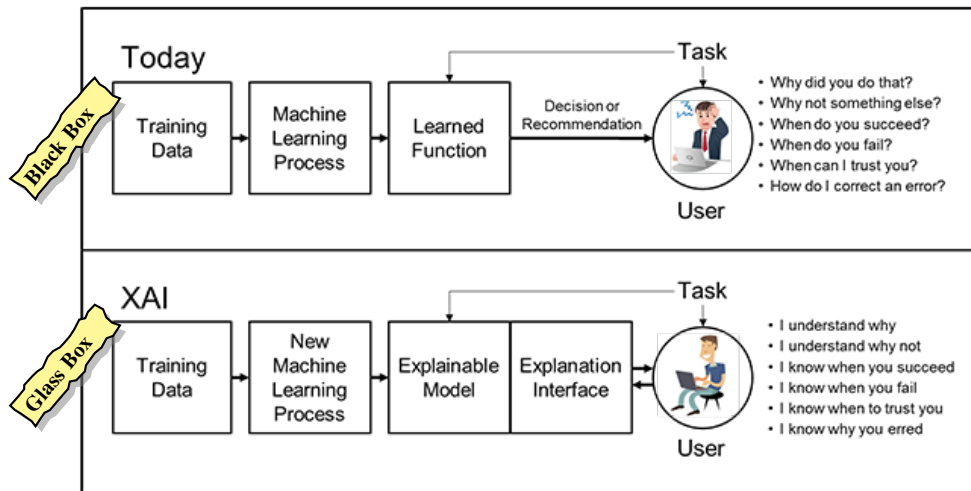 Today
Black Box
Training
Data
Machine
Learning
Process
Learned
Function
Decision or
Recommendation
Task
User
• Why did you do that?
• Why not something else?
• When do you succeed?
• When do you fail?
• When can I trust you?
• How do I correct an error?
XAI
Glass Box
Training
Data
New
Machine
Learning
Process
Explainable
Model
Explanation
Interface
Task
User
• I understand why
• I understand why not
• I know when you succeed
• I know when you fail
• I know when to trust you
• I know why you erred